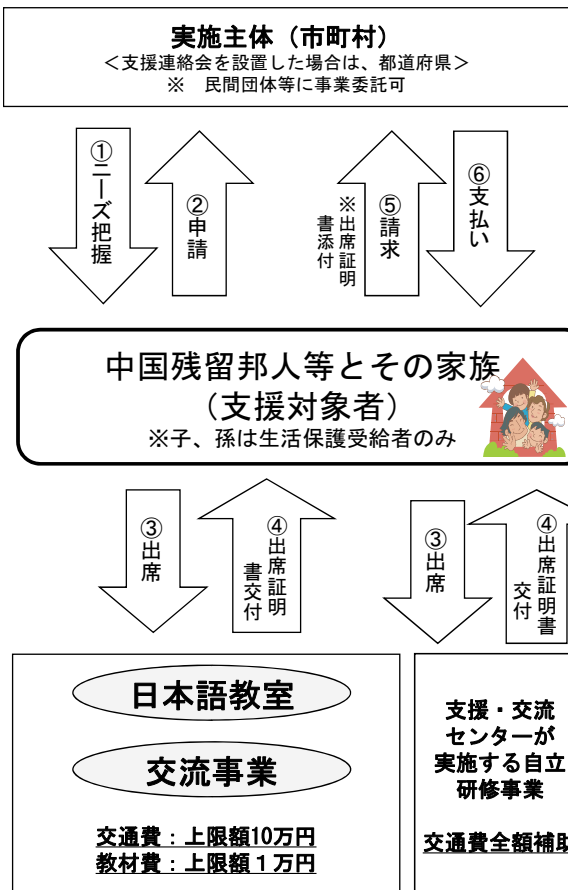 実施主体（市町村）
＜支援連絡会を設置した場合は、都道府県＞
※　民間団体等に事業委託可
①ニーズ把握
②申請
⑤請求
※出席証明
書添付
⑥支払い
中国残留邦人等とその家族
（支援対象者）
※子、孫は生活保護受給者のみ
③出席
④出席証明
書交付
③出席
④出席証明書
交付
日本語教室
交流事業
交通費：上限額10万円
教材費：上限額１万円
支援・交流
センターが
実施する自立
研修事業
交通費全額補助